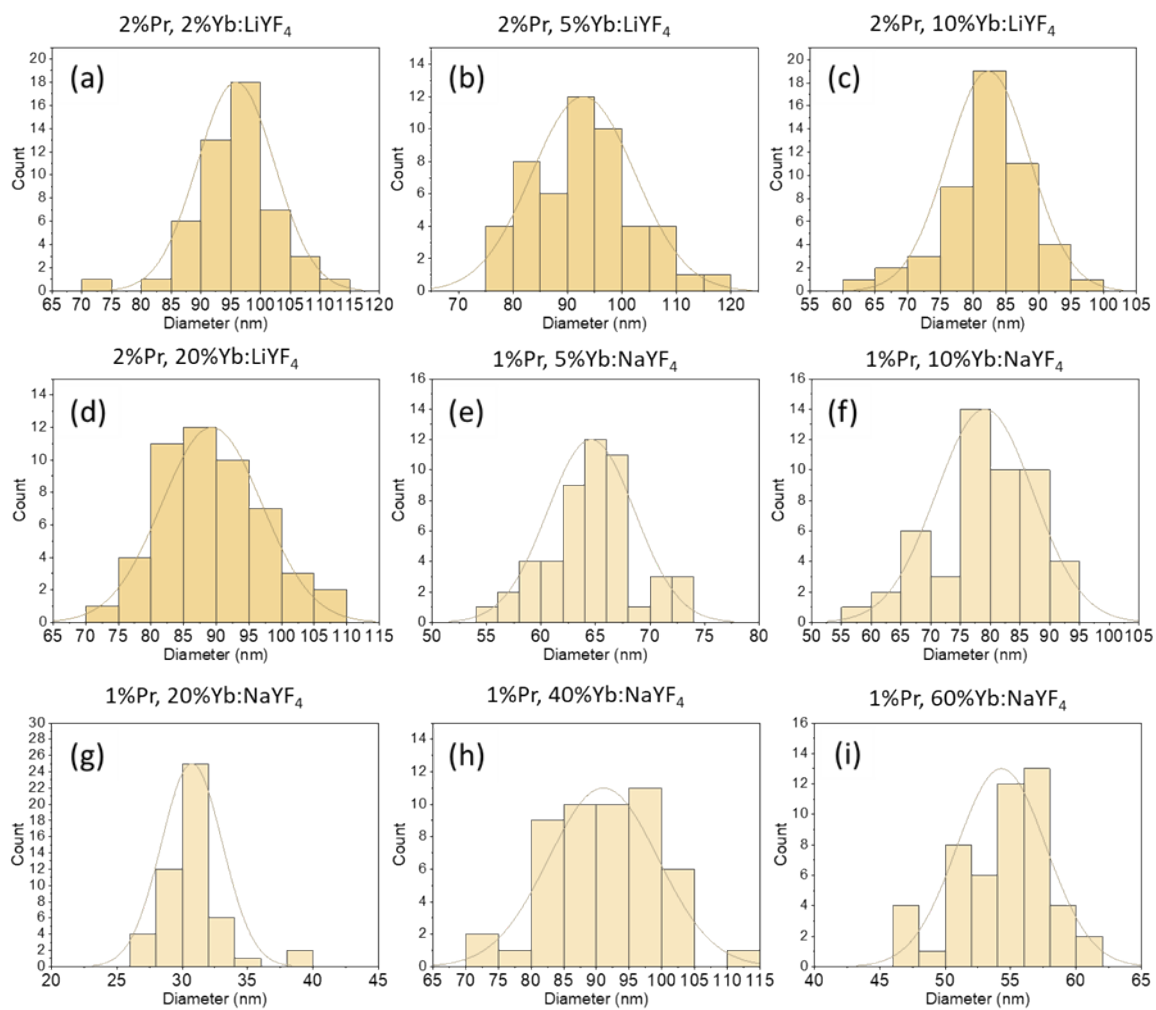 2%Pr, 2%Yb:LiYF₄
2%Pr, 5%Yb:LiYF₄
2%Pr, 10%Yb:LiYF₄
(a)
20
18
16
14
12
10
8
6
4
2
0
Count
65 70 75 80 85 90 95 100 105 110 115 120
Diameter (nm)
(b)
14
12
10
8
6
4
2
0
Count
70 80 90 100 110 120
Diameter (nm)
(c)
20
18
16
14
12
10
8
6
4
2
0
Count
55 60 65 70 75 80 85 90 95 100 105
Diameter (nm)
2%Pr, 20%Yb:LiYF₄
1%Pr, 5%Yb:NaYF₄
1%Pr, 10%Yb:NaYF₄
(d)
14
12
10
8
6
4
2
0
Count
65 70 75 80 85 90 95 100 105 110 115
Diameter (nm)
(e)
16
14
12
10
8
6
4
2
0
Count
50 55 60 65 70 75 80
Diameter (nm)
(f)
16
14
12
10
8
6
4
2
0
Count
50 55 60 65 70 75 80 85 90 95 100 105
Diameter (nm)
1%Pr, 20%Yb:NaYF₄
1%Pr, 40%Yb:NaYF₄
1%Pr, 60%Yb:NaYF₄
(g)
30
28
26
24
22
20
18
16
14
12
10
8
6
4
2
0
Count
20 25 30 35 40 45
Diameter (nm)
(h)
14
12
10
8
6
4
2
0
Count
65 70 75 80 85 90 95 100 105 110 115
Diameter (nm)
(i)
16
14
12
10
8
6
4
2
0
Count
40 45 50 55 60 65
Diameter (nm)